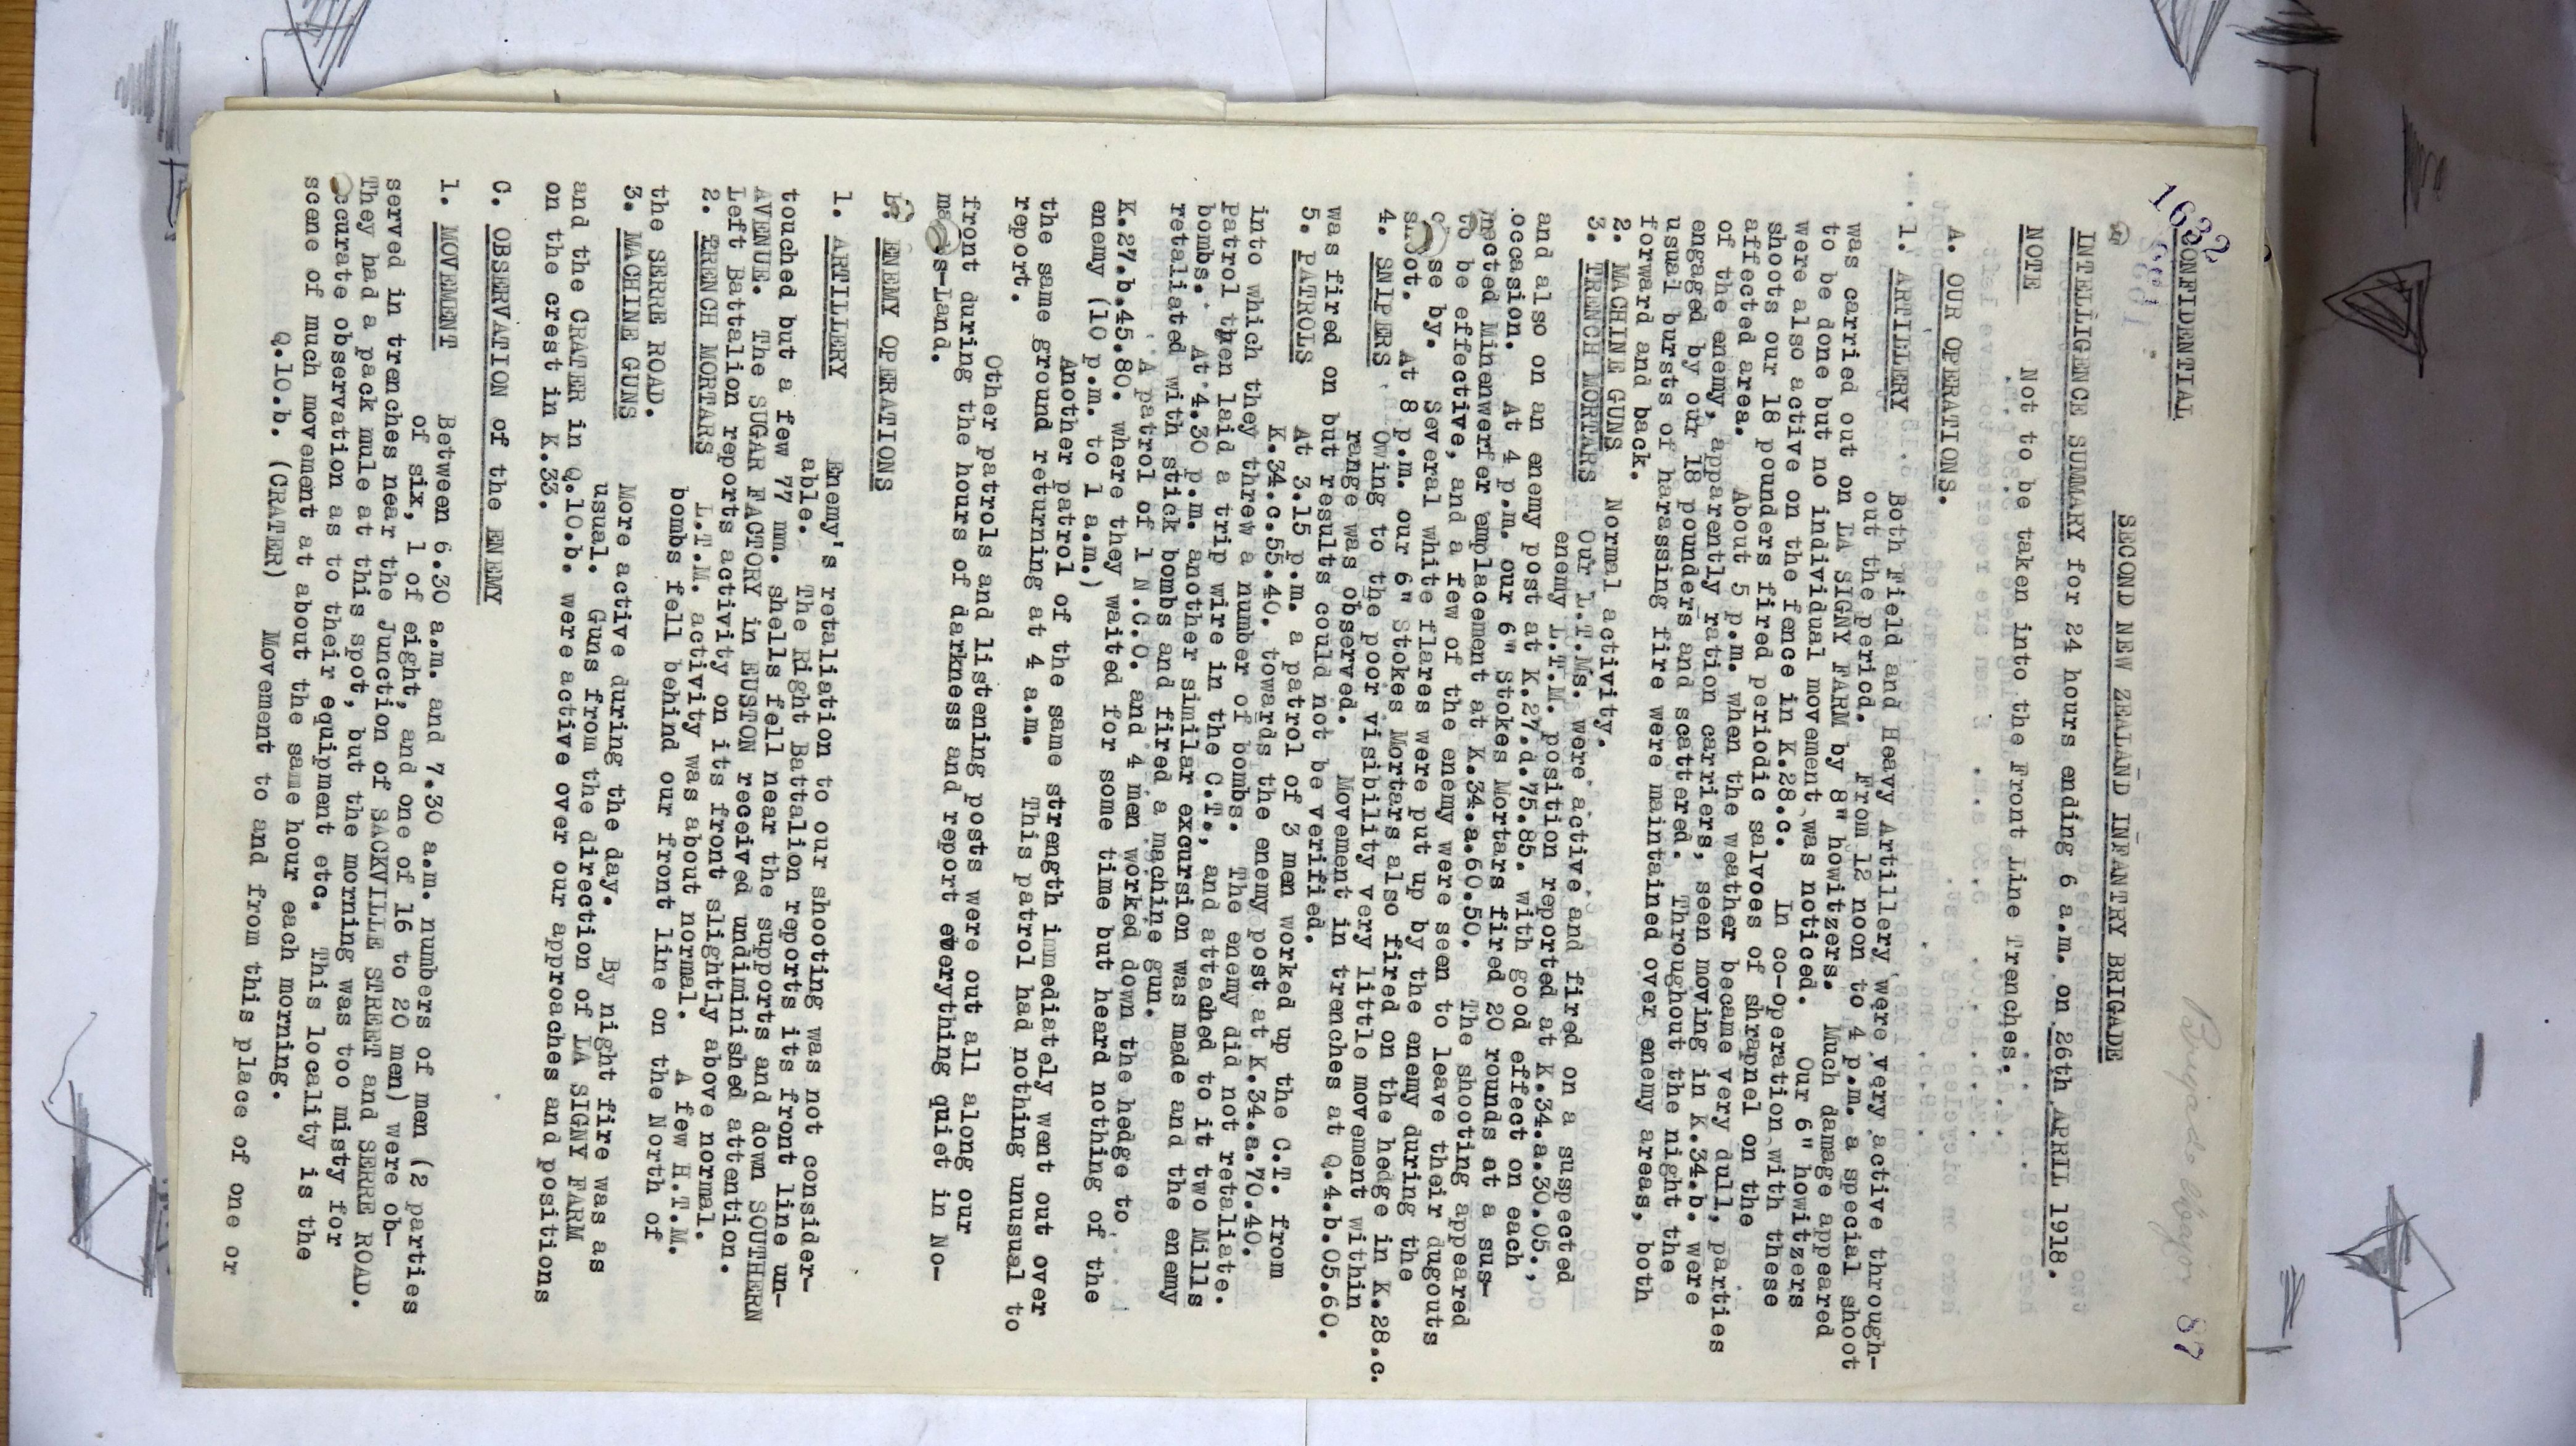 1632
CONFIDENTIAL
Brigade Major
87
SECOND NEW ZEALAND INFANTRY BRIGADE
INTELLIGENCE SUMMARY for 24 hours ending 6 a.m. on 26th APRIL 1918.
NOTE Not to be taken into the Front Line Trenches.
A. OUR OPERATIONS.
1. ARTILLERY Both Field and Heavy Artillery were very active through-
out the period. From 12 noon to 4 p.m. a special shoot
was carried out on LA SIGNY FARM by 8" howitzers. Much damage appeared
to be done but no individual movement was noticed. Our 6" howitzers
were also active on the fence in K.28.c. In co-operation with these
shoots our 18 pounders fired periodic salvoes of shrapnel on the
affected area. About 5 p.m. when the weather became very dull, parties
of the enemy, apparently ration carriers, seen moving in K.34.b. were
engaged by our 18 pounders and scattered. Throughout the night the
usual bursts of harassing fire were maintained over enemy areas, both
forward and back.
2. MACHINE GUNS Normal activity.
3. TRENCH MORTARS Our L.T.Ms. were active and fired on a suspected
enemy L.T.M. position reported at K.34.a.30.05.,
and also on an enemy post at K.27.d.75.85. with good effect on each
occasion. At 4 p.m. our 6" Stokes Mortars fired 20 rounds at a sus-
pected Minenwerfer emplacement at K.34.a.60.50. The shooting appeared
to be effective, and a few of the enemy were seen to leave their dugouts
close by. Several white flares were put up by the enemy during the
shoot. At 8 p.m. our 6" Stokes Mortars also fired on the hedge in K.28.c.
4. SNIPERS Owing to the poor visibility very little movement within
range was observed. Movement in trenches at Q.4.b.05.60.
was fired on but results could not be verified.
5. PATROLS At 3.15 p.m. a patrol of 3 men worked up the C.T. from
K.34.c.55.40. towards the enemy post at K.34.a.70.40.
into which they threw a number of bombs. The enemy did not retaliate.
Patrol then laid a trip wire in the C.T., and attached to it two Mills
bombs. At 4.30 p.m. another similar excursion was made and the enemy
retaliated with stick bombs and fired a machine gun.
A patrol of 1 N.C.O. and 4 men worked down the hedge to
K.27.b.45.80. where they waited for some time but heard nothing of the
enemy (10 p.m. to 1 a.m.)
Another patrol of the same strength immediately went out over
the same ground returning at 4 a.m. This patrol had nothing unusual to
report.
Other patrols and listening posts were out all along our
front during the hours of darkness and report everything quiet in No-
mans-Land.
B. ENEMY OPERATIONS
1. ARTILLERY Enemy's retaliation to our shooting was not consider-
able. The Right Battalion reports its front line un-
touched but a few 77 mm. shells fell near the supports and down SOUTHERN
AVENUE. The SUGAR FACTORY in EUSTON received undiminished attention.
Left Battalion reports activity on its front slightly above normal.
2. TRENCH MORTARS L.T.M. activity was about normal. A few H.T.M.
bombs fell behind our front line on the North of
the SERRE ROAD.
3. MACHINE GUNS More active during the day. By night fire was as
usual. Guns from the direction of LA SIGNY FARM
and the CRATER in Q.10.b. were active over our approaches and positions
on the crest in K.33.
C. OBSERVATION of the ENEMY
1. MOVEMENT Between 6.30 a.m. and 7.30 a.m. numbers of men (2 parties
of six, 1 of eight, and one of 16 to 20 men) were ob-
served in trenches near the Junction of SACKVILLE STREET and SERRE ROAD.
They had a pack mule at this spot, but the morning was too misty for
accurate observation as to their equipment etc. This locality is the
scene of much movement at about the same hour each morning.
Q.10.b. (CRATER) Movement to and from this place of one or